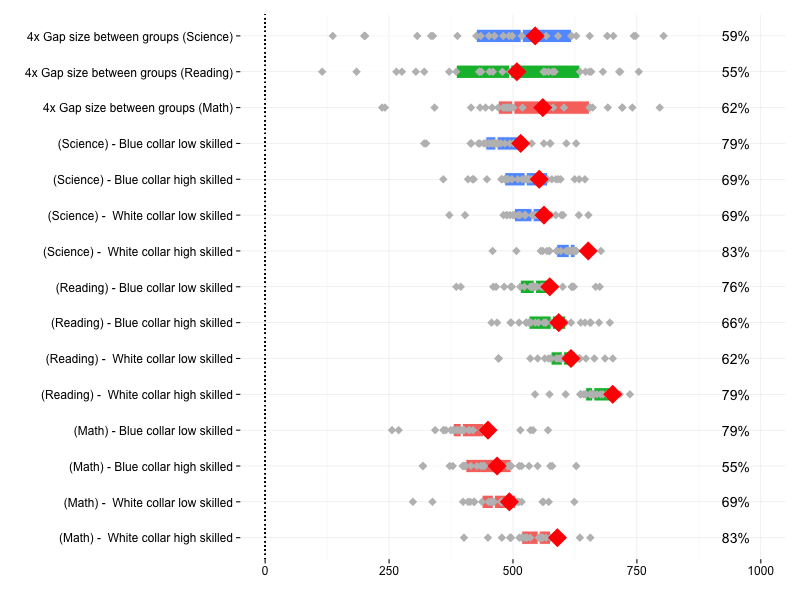 4x Gap size between groups (Science) 59%
4x Gap size between groups (Reading) 55%
4x Gap size between groups (Math) 62%
(Science) - Blue collar low skilled 79%
(Science) - Blue collar high skilled 69%
(Science) -  White collar low skilled 69%
(Science) -  White collar high skilled 83%
(Reading) - Blue collar low skilled 76%
(Reading) - Blue collar high skilled 66%
(Reading) -  White collar low skilled 62%
(Reading) -  White collar high skilled 79%
(Math) - Blue collar low skilled 79%
(Math) - Blue collar high skilled 55%
(Math) -  White collar low skilled 69%
(Math) -  White collar high skilled 83%
0 250 500 750 1000